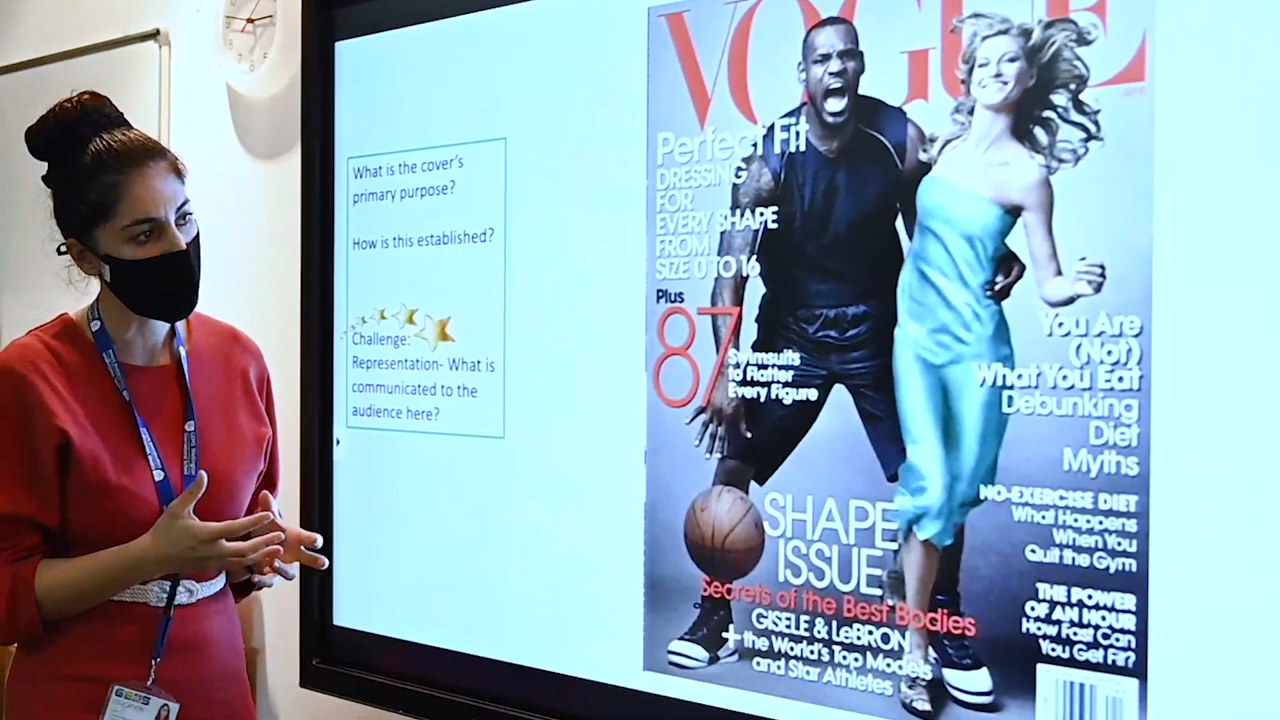 What is the cover's
primary purpose?
How is this established?
Challenge:
Representation- What is
communicated to the
audience here?
VOGUE
Perfect Fit
DRESSING
FOR
EVERY SHAPE
FROM
SIZE 0 TO 16
Plus
87
Swimsuits
to Flatter
Every Figure
SHAPE
ISSUE
Secrets of the Best Bodies
GISELE & LeBRON
+the World's Top Models
and Star Athletes
You Are
(Not)
What You Eat
Debunking
Diet
Myths
NO-EXERCISE DIET
What Happens
When You
Quit the Gym
THE POWER
OF AN HOUR
How Fast Can
You Get Fit?
GEMS